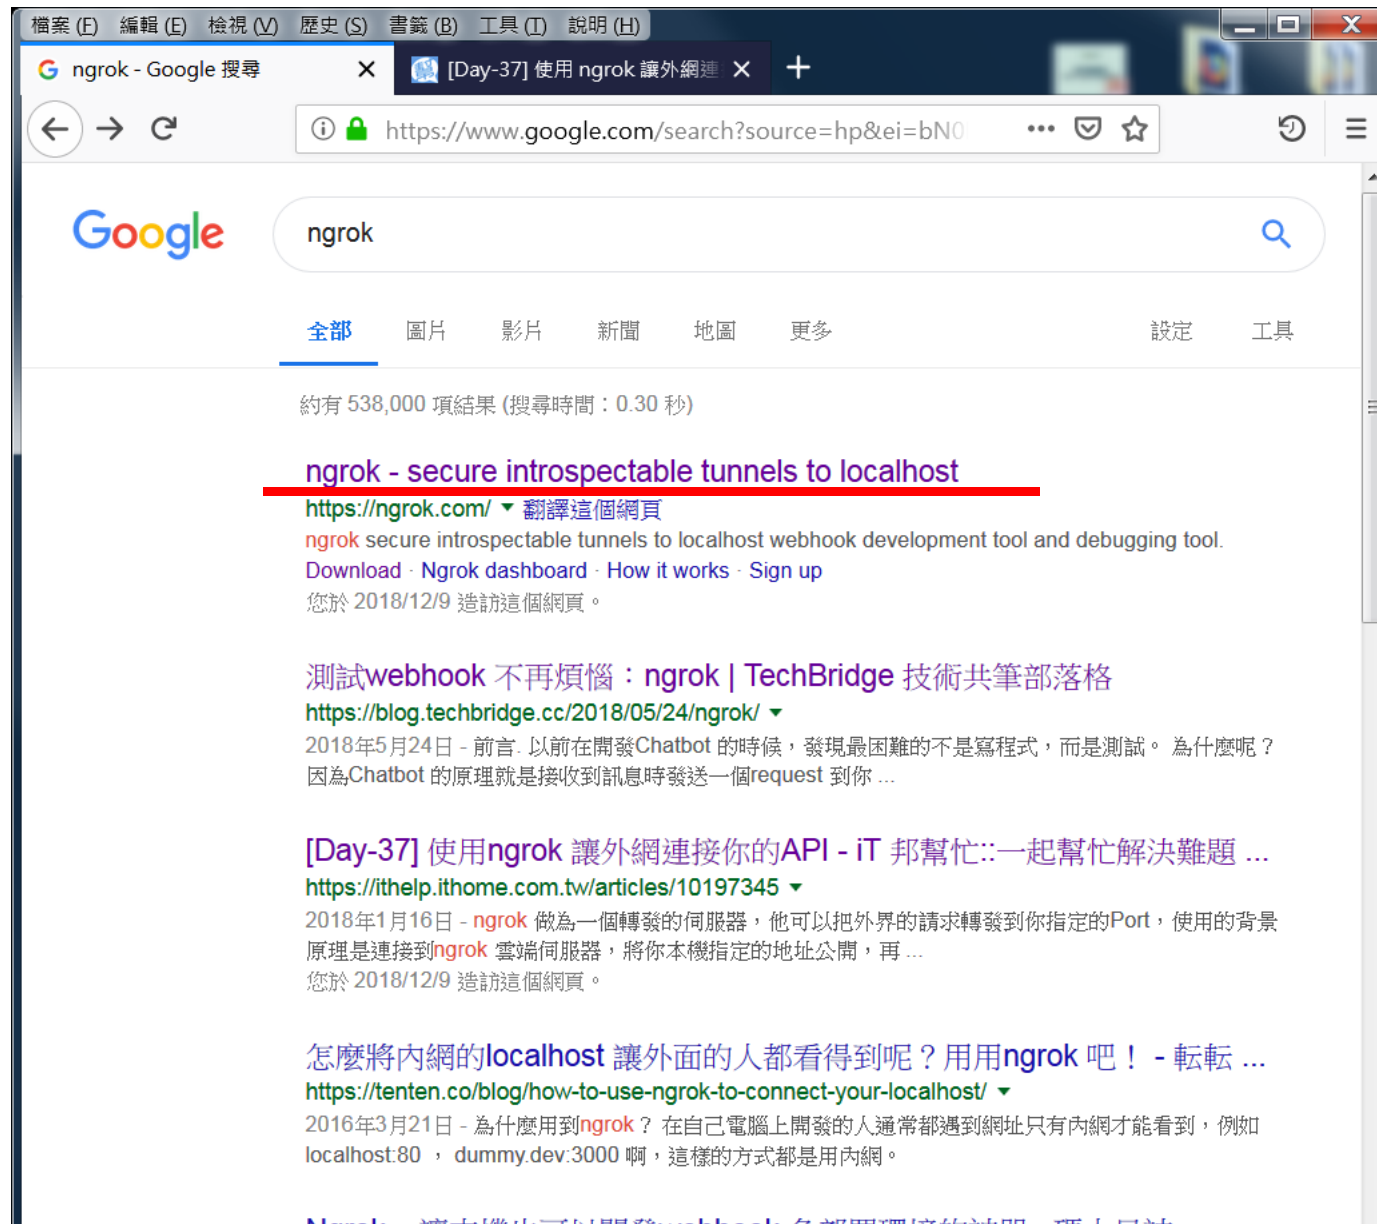 檔案 (F) 編輯 (E) 檢視 (V) 歷史 (S) 書籤 (B) 工具 (T) 說明 (H)
ngrok - Google 搜尋
[Day-37] 使用 ngrok 讓外網連
https://www.google.com/search?source=hp&ei=bN0
Google
ngrok
全部 圖片 影片 新聞 地圖 更多 設定 工具
約有 538,000 項結果 (搜尋時間：0.30 秒)
ngrok - secure introspectable tunnels to localhost
https://ngrok.com/ ▼ 翻譯這個網頁
ngrok secure introspectable tunnels to localhost webhook development tool and debugging tool.
Download · Ngrok dashboard · How it works · Sign up
您於 2018/12/9 造訪這個網頁。
測試webhook 不再煩惱：ngrok | TechBridge 技術共筆部落格
https://blog.techbridge.cc/2018/05/24/ngrok/ ▼
2018年5月24日 - 前言. 以前在開發Chatbot 的時候，發現最困難的不是寫程式，而是測試。 為什麼呢？
因為Chatbot 的原理就是接收到訊息時發送一個request 到你 ...
[Day-37] 使用ngrok 讓外網連接你的API - iT 邦幫忙::一起幫忙解決難題 ...
https://ithelp.ithome.com.tw/articles/10197345 ▼
2018年1月16日 - ngrok 做為一個轉發的伺服器，他可以把外界的請求轉發到你指定的Port，使用的背景
原理是連接到ngrok 雲端伺服器，將你本機指定的地址公開，再 ...
您於 2018/12/9 造訪這個網頁。
怎麼將內網的localhost 讓外面的人都看得到呢？用用ngrok 吧！ - 転転 ...
https://tenten.co/blog/how-to-use-ngrok-to-connect-your-localhost/ ▼
2016年3月21日 - 為什麼用到ngrok？ 在自己電腦上開發的人通常都遇到網址只有內網才能看到，例如
localhost:80 ， dummy.dev:3000 啊，這樣的方式都是用內網。